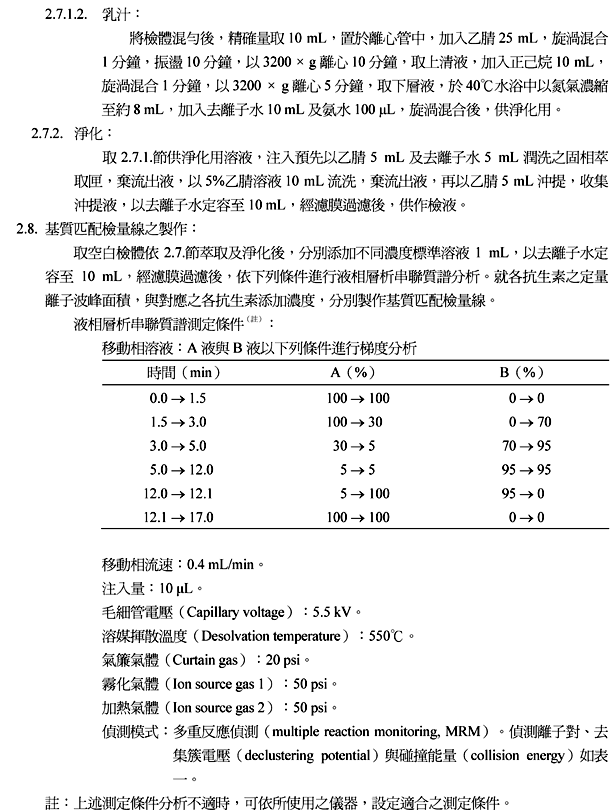 2.7.1.2. 乳汁：
將檢體混勻後，精確量取 10 mL，置於離心管中，加入乙腈 25 mL，旋渦混合
1 分鐘，振盪 10 分鐘，以 3200 × g 離心 10 分鐘，取上清液，加入正己烷 10 mL，
旋渦混合 1 分鐘，以 3200 × g 離心 5 分鐘，取下層液，於 40℃水浴中以氮氣濃縮
至約 8 mL，加入去離子水 10 mL 及氨水 100 μL，旋渦混合後，供淨化用。
2.7.2. 淨化：
取 2.7.1.節供淨化用溶液，注入預先以乙腈 5 mL 及去離子水 5 mL 潤洗之固相萃
取匣，棄流出液，以 5%乙腈溶液 10 mL 流洗，棄流出液，再以乙腈 5 mL 沖提，收集
沖提液，以去離子水定容至 10 mL，經濾膜過濾後，供作檢液。
2.8. 基質匹配檢量線之製作：
取空白檢體依 2.7.節萃取及淨化後，分別添加不同濃度標準溶液 1 mL，以去離子水定
容至 10 mL，經濾膜過濾後，依下列條件進行液相層析串聯質譜分析。就各抗生素之定量
離子波峰面積，與對應之各抗生素添加濃度，分別製作基質匹配檢量線。
液相層析串聯質譜測定條件(註)：
移動相溶液：A 液與 B 液以下列條件進行梯度分析
時間（min） A（%） B（%）
0.0 → 1.5 100 → 100 0 → 0
1.5 → 3.0 100 → 30 0 → 70
3.0 → 5.0 30 → 5 70 → 95
5.0 → 12.0 5 → 5 95 → 95
12.0 → 12.1 5 → 100 95 → 0
12.1 → 17.0 100 → 100 0 → 0
移動相流速：0.4 mL/min。
注入量：10 μL。
毛細管電壓（Capillary voltage）：5.5 kV。
溶媒揮散溫度（Desolvation temperature）：550℃。
氣簾氣體（Curtain gas）：20 psi。
霧化氣體（Ion source gas 1）：50 psi。
加熱氣體（Ion source gas 2）：50 psi。
偵測模式：多重反應偵測（multiple reaction monitoring, MRM）。偵測離子對、去
集簇電壓（declustering potential）與碰撞能量（collision energy）如表
一。
註：上述測定條件分析不適時，可依所使用之儀器，設定適合之測定條件。